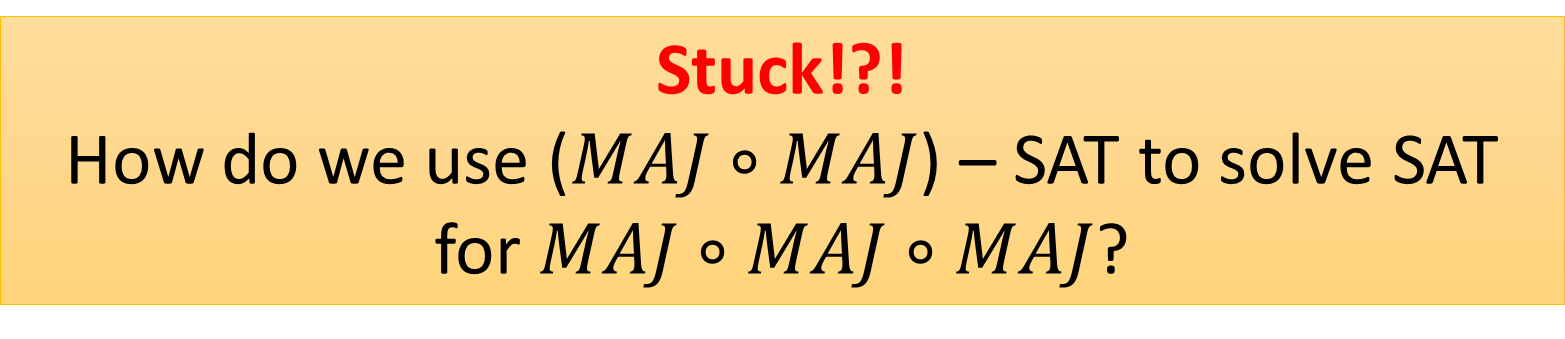 Stuck!?!
How do we use (𝑀𝐴𝐽 ∘ 𝑀𝐴𝐽) – SAT to solve SAT
for 𝑀𝐴𝐽 ∘ 𝑀𝐴𝐽 ∘ 𝑀𝐴𝐽?